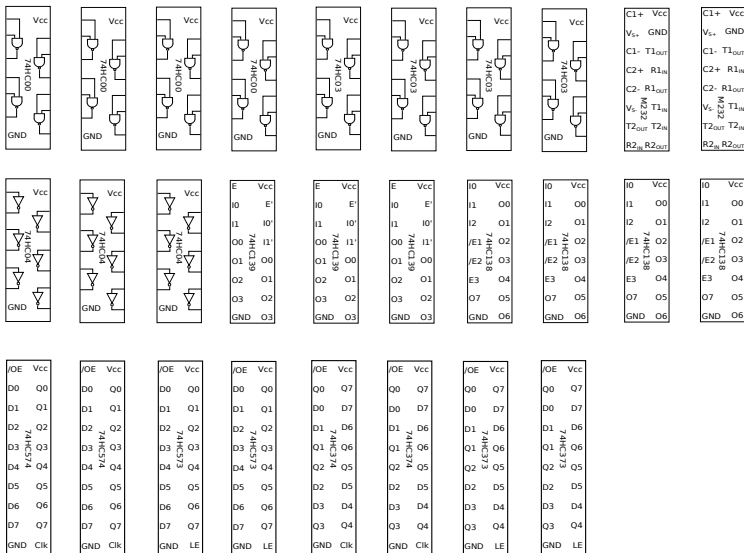 Vcc
74HC00
GND
Vcc
74HC00
GND
Vcc
74HC00
GND
Vcc
74HC00
GND
Vcc
74HC03
GND
Vcc
74HC03
GND
Vcc
74HC03
GND
Vcc
74HC03
GND
C1+ Vcc
VS+ GND
C1- T1OUT
C2+ R1IN
C2- R1OUT
VS- T1IN
T2OUT T2IN
R2IN R2OUT
M232
C1+ Vcc
VS+ GND
C1- T1OUT
C2+ R1IN
C2- R1OUT
VS- T1IN
T2OUT T2IN
R2IN R2OUT
M232
Vcc
74HC04
GND
Vcc
74HC04
GND
Vcc
74HC04
GND
E Vcc
I0 E'
I1 I0'
O0 I1'
O1 O0
O2 O1
O3 O2
GND O3
74HC139
E Vcc
I0 E'
I1 I0'
O0 I1'
O1 O0
O2 O1
O3 O2
GND O3
74HC139
E Vcc
I0 E'
I1 I0'
O0 I1'
O1 O0
O2 O1
O3 O2
GND O3
74HC139
I0 Vcc
I1 O0
I2 O1
/E1 O2
/E2 O3
E3 O4
O7 O5
GND O6
74HC138
I0 Vcc
I1 O0
I2 O1
/E1 O2
/E2 O3
E3 O4
O7 O5
GND O6
74HC138
I0 Vcc
I1 O0
I2 O1
/E1 O2
/E2 O3
E3 O4
O7 O5
GND O6
74HC138
I0 Vcc
I1 O0
I2 O1
/E1 O2
/E2 O3
E3 O4
O7 O5
GND O6
74HC138
/OE Vcc
D0 Q0
D1 Q1
D2 Q2
D3 Q3
D4 Q4
D5 Q5
D6 Q6
D7 Q7
GND Clk
74HC574
/OE Vcc
D0 Q0
D1 Q1
D2 Q2
D3 Q3
D4 Q4
D5 Q5
D6 Q6
D7 Q7
GND Clk
74HC574
/OE Vcc
D0 Q0
D1 Q1
D2 Q2
D3 Q3
D4 Q4
D5 Q5
D6 Q6
D7 Q7
GND LE
74HC573
/OE Vcc
D0 Q0
D1 Q1
D2 Q2
D3 Q3
D4 Q4
D5 Q5
D6 Q6
D7 Q7
GND LE
74HC573
/OE Vcc
Q0 Q7
D0 D7
D1 D6
Q1 Q6
Q2 Q5
D2 D5
D3 D4
Q3 Q4
GND Clk
74HC374
/OE Vcc
Q0 Q7
D0 D7
D1 D6
Q1 Q6
Q2 Q5
D2 D5
D3 D4
Q3 Q4
GND Clk
74HC374
/OE Vcc
Q0 Q7
D0 D7
D1 D6
Q1 Q6
Q2 Q5
D2 D5
D3 D4
Q3 Q4
GND LE
74HC373
/OE Vcc
Q0 Q7
D0 D7
D1 D6
Q1 Q6
Q2 Q5
D2 D5
D3 D4
Q3 Q4
GND LE
74HC373